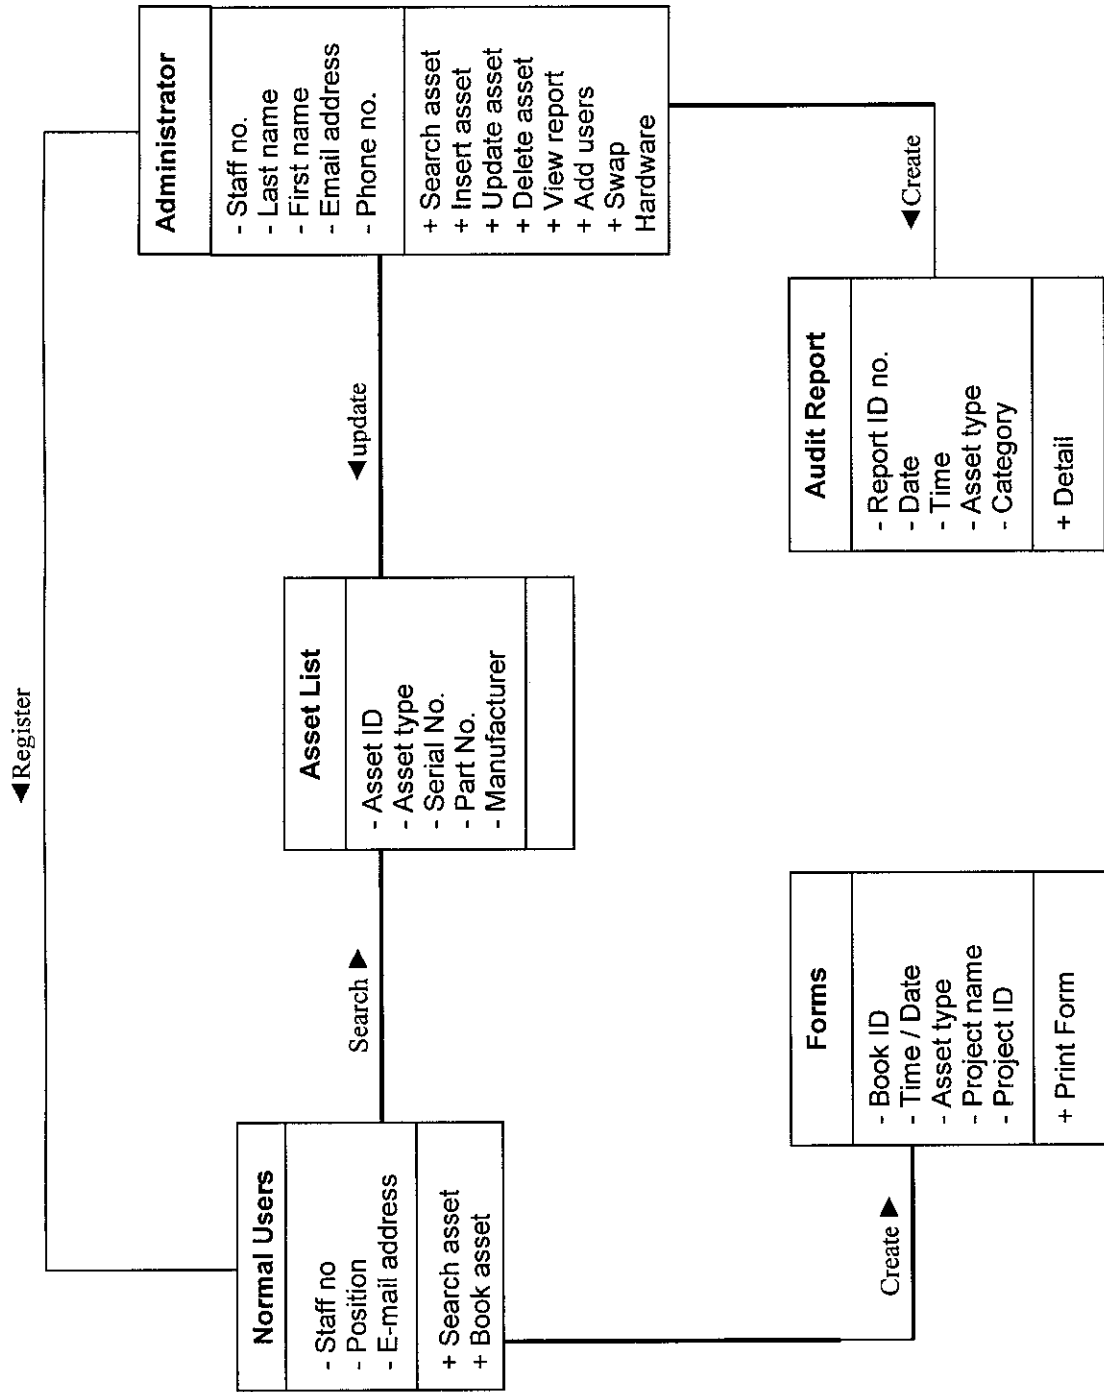 ◄Register
Normal Users
- Staff no
- Position
- E-mail address
+ Search asset
+ Book asset
Search ►
Asset List
- Asset ID
- Asset type
- Serial No.
- Part No.
- Manufacturer
◄update
Administrator
- Staff no.
- Last name
- First name
- Email address
- Phone no.
+ Search asset
+ Insert asset
+ Update asset
+ Delete asset
+ View report
+ Add users
+ Swap
Hardware
Create ►
Forms
- Book ID
- Time / Date
- Asset type
- Project name
- Project ID
+ Print Form
Audit Report
- Report ID no.
- Date
- Time
- Asset type
- Category
+ Detail
◄Create